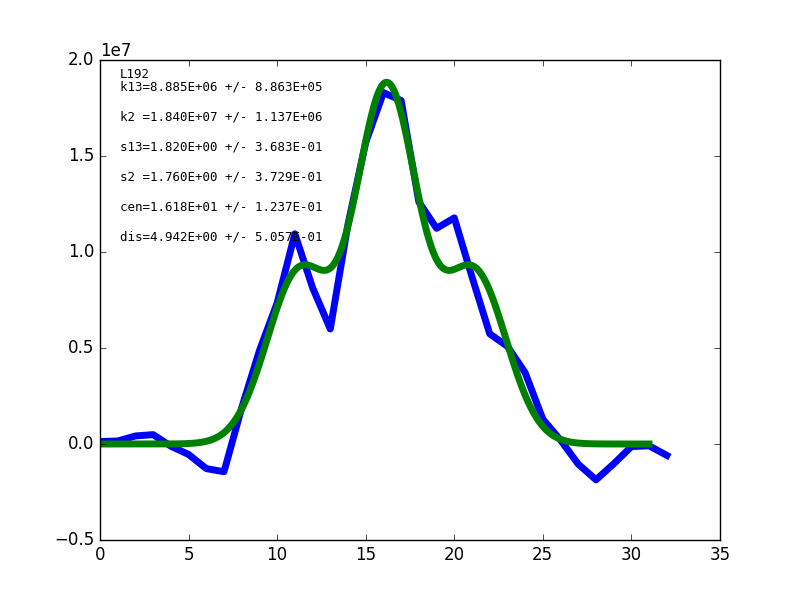 1e7
2.0
L192
k13=8.885E+06 +/- 8.863E+05
k2 =1.840E+07 +/- 1.137E+06
1.5
s13=1.820E+00 +/- 3.683E-01
s2 =1.760E+00 +/- 3.729E-01
cen=1.618E+01 +/- 1.237E-01
dis=4.942E+00 +/- 5.057E-01
1.0
0.5
0.0
−0.5
0 5 10 15 20 25 30 35